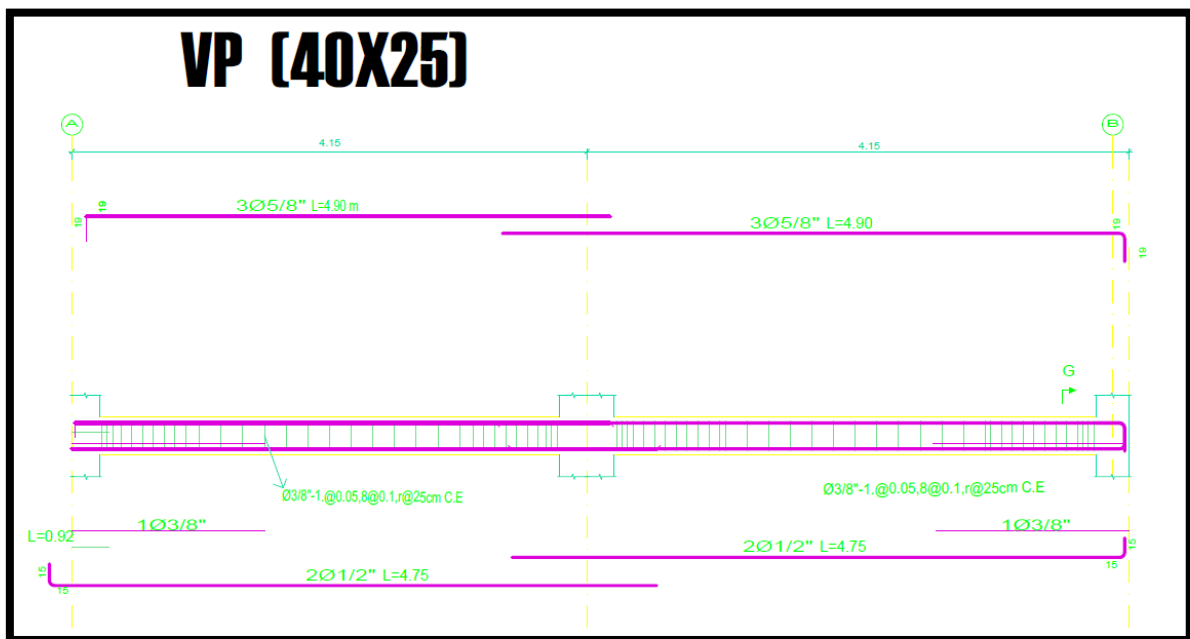 VP (40X25)
A
B
4.15
4.15
19
19
3Ø5/8" L=4.90 m
3Ø5/8" L=4.90
19
19
G
Ø3/8"-1.@0.05,8@0.1,r@25cm C.E
Ø3/8"-1.@0.05,8@0.1,r@25cm C.E
1Ø3/8"
1Ø3/8"
L=0.92
2Ø1/2" L=4.75
15
15
15
15
2Ø1/2" L=4.75